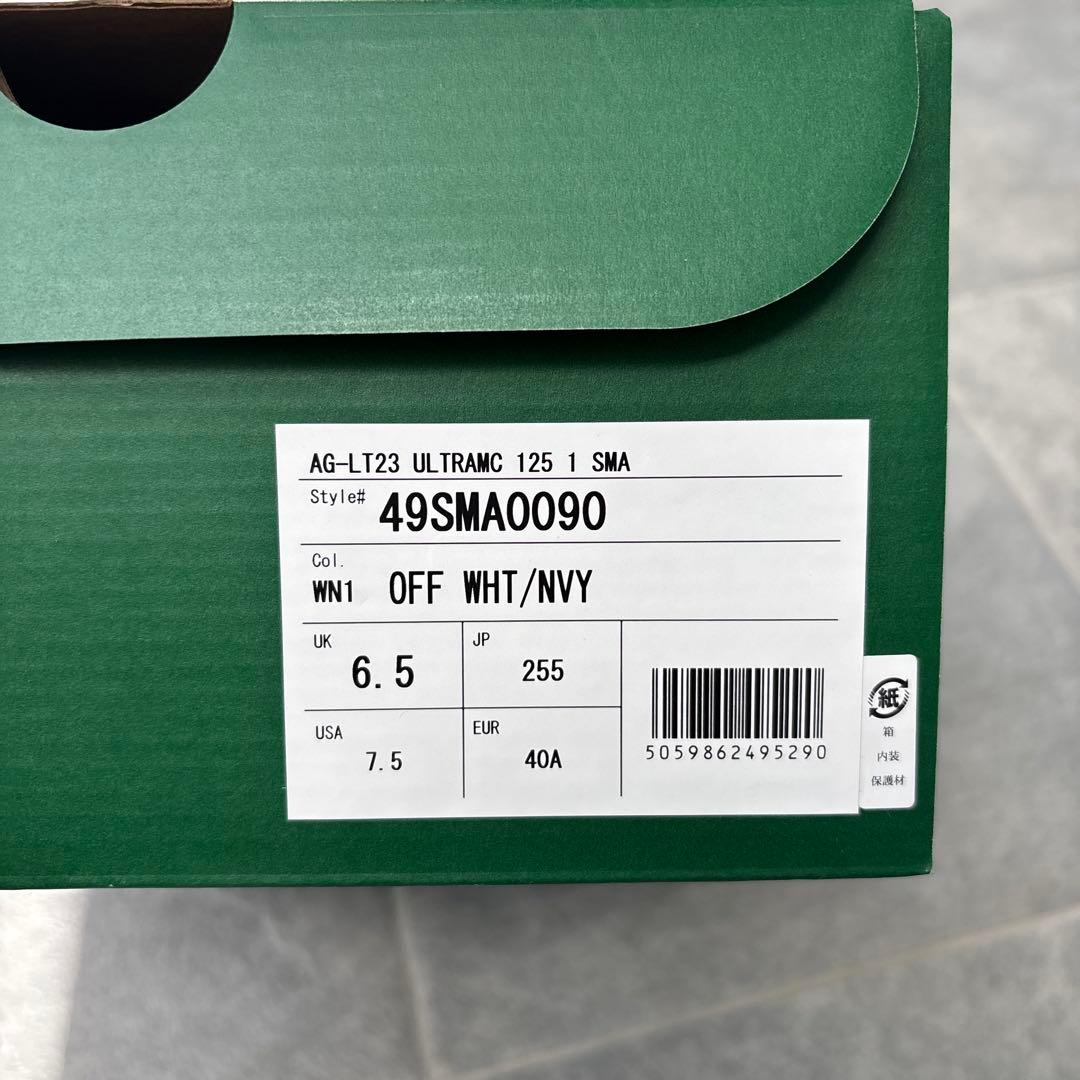 AG-LT23 ULTRAMC 125 1 SMA
Style# 49SMA0090
Col.
WN1 OFF WHT/NVY
UK 6.5
JP 255
USA 7.5
EUR 40A
5059862495290
紙
箱
内装
保護材